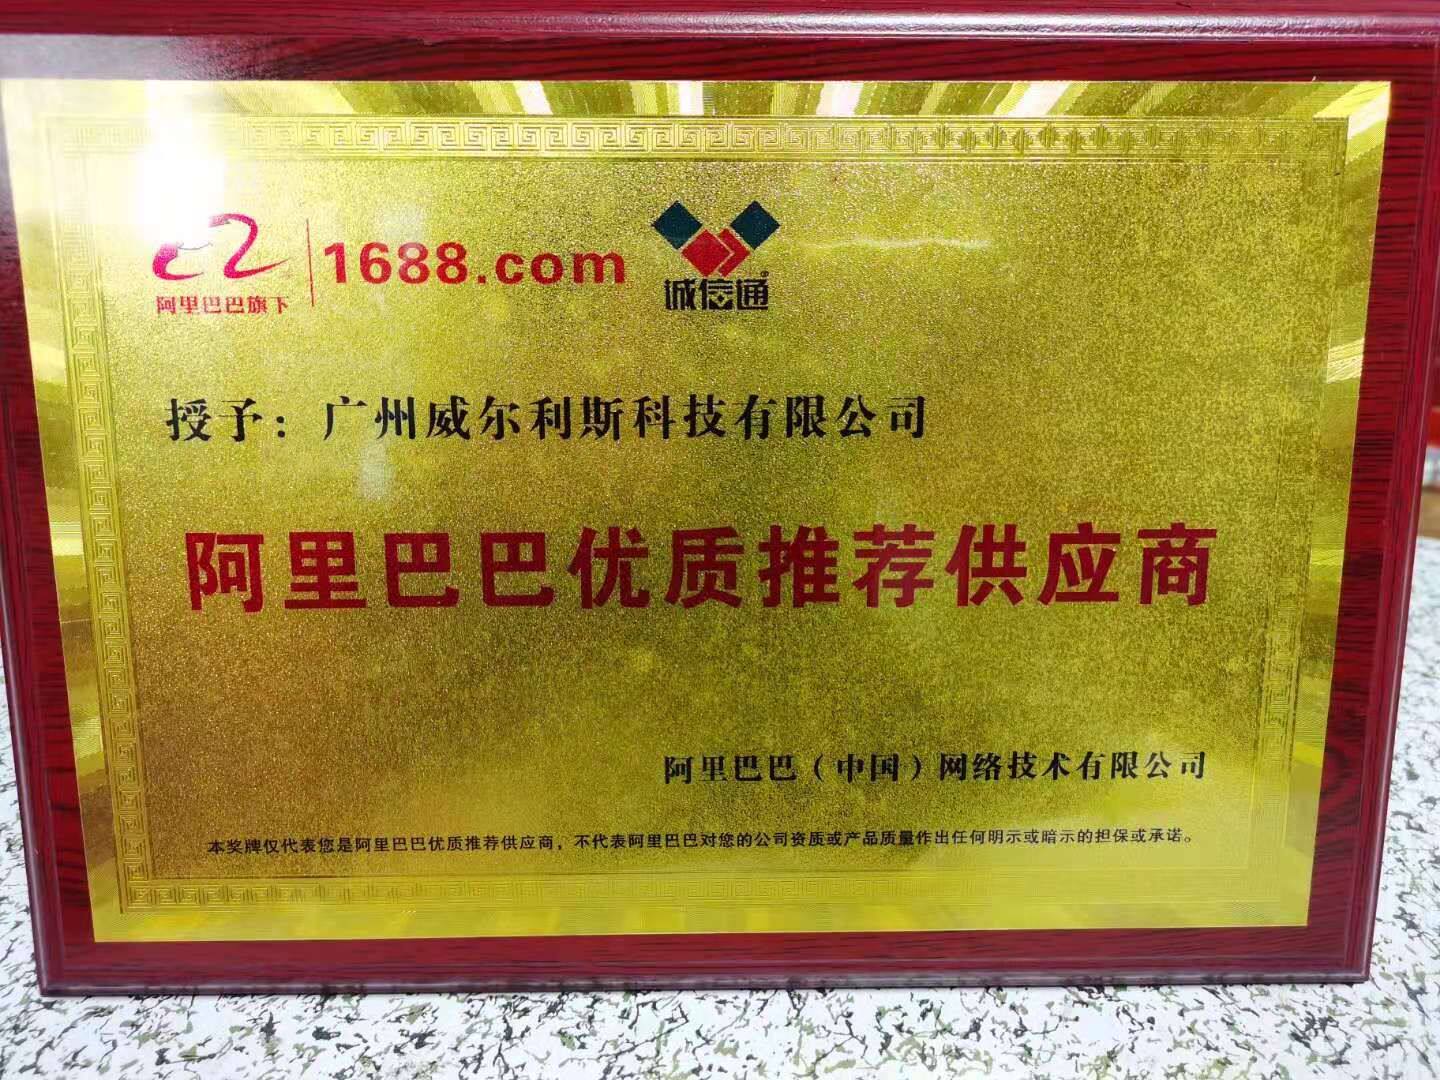 1688.com
阿里巴巴旗下
诚信通®
授予：广州威尔利斯科技有限公司
阿里巴巴优质推荐供应商
阿里巴巴（中国）网络技术有限公司
本奖牌仅代表您是阿里巴巴优质推荐供应商，不代表阿里巴巴对您的公司资质或产品质量作出任何明示或暗示的担保或承诺。